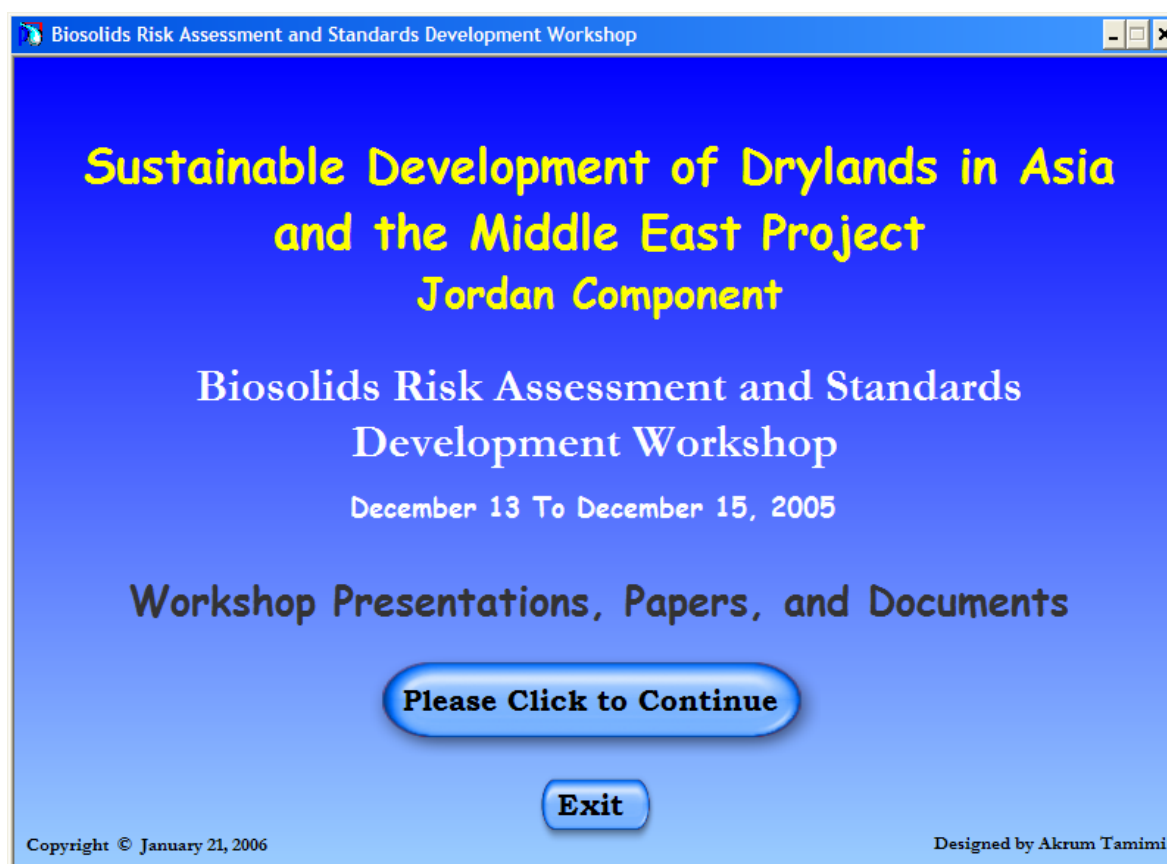 Biosolids Risk Assessment and Standards Development Workshop
Sustainable Development of Drylands in Asia
and the Middle East Project
Jordan Component
Biosolids Risk Assessment and Standards
Development Workshop
December 13 To December 15, 2005
Workshop Presentations, Papers, and Documents
Please Click to Continue
Exit
Copyright © January 21, 2006
Designed by Akrum Tamimi